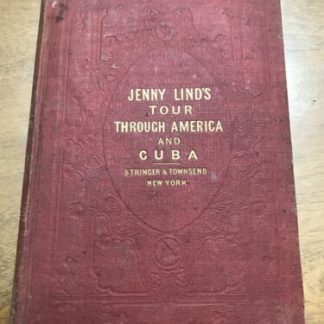 JENNY LIND'S
TOUR
THROUGH AMERICA
AND
CUBA
STRINGER & TOWNSEND
NEW YORK